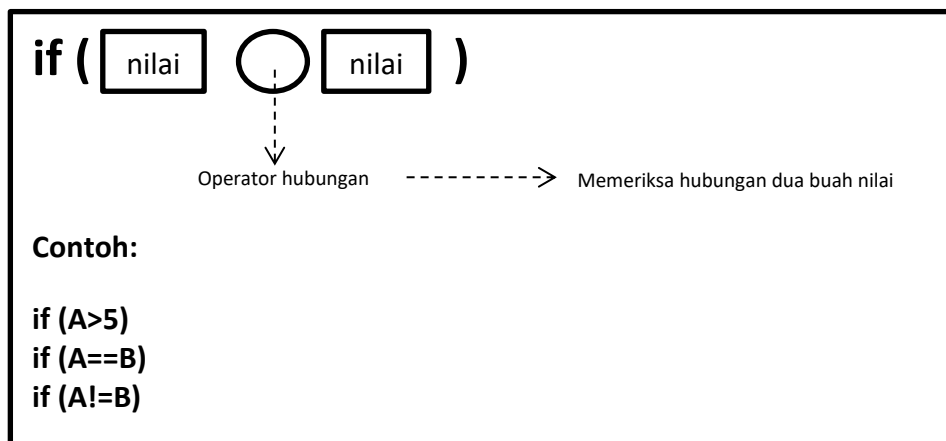 if ( nilai nilai )
Operator hubungan Memeriksa hubungan dua buah nilai
Contoh:
if (A>5)
if (A==B)
if (A!=B)